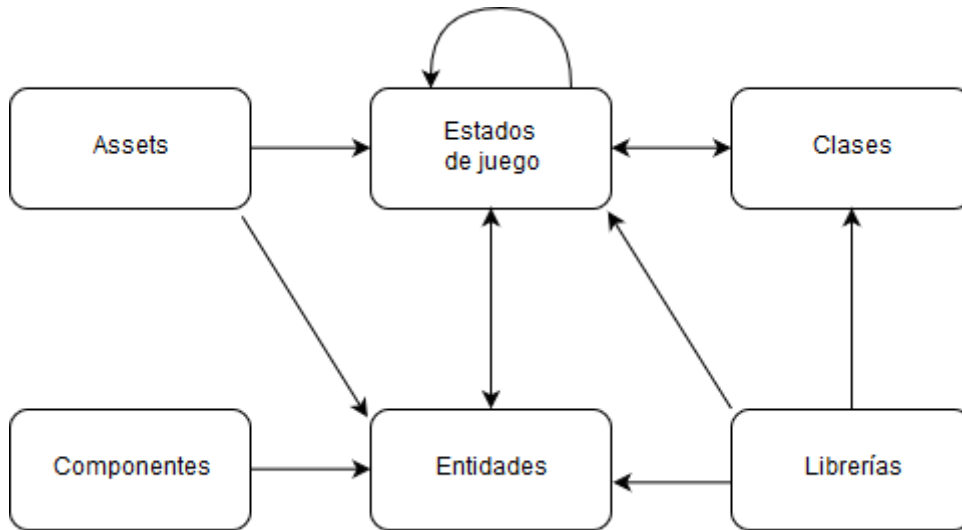 Assets
Estados
de juego
Clases
Componentes
Entidades
Librerías